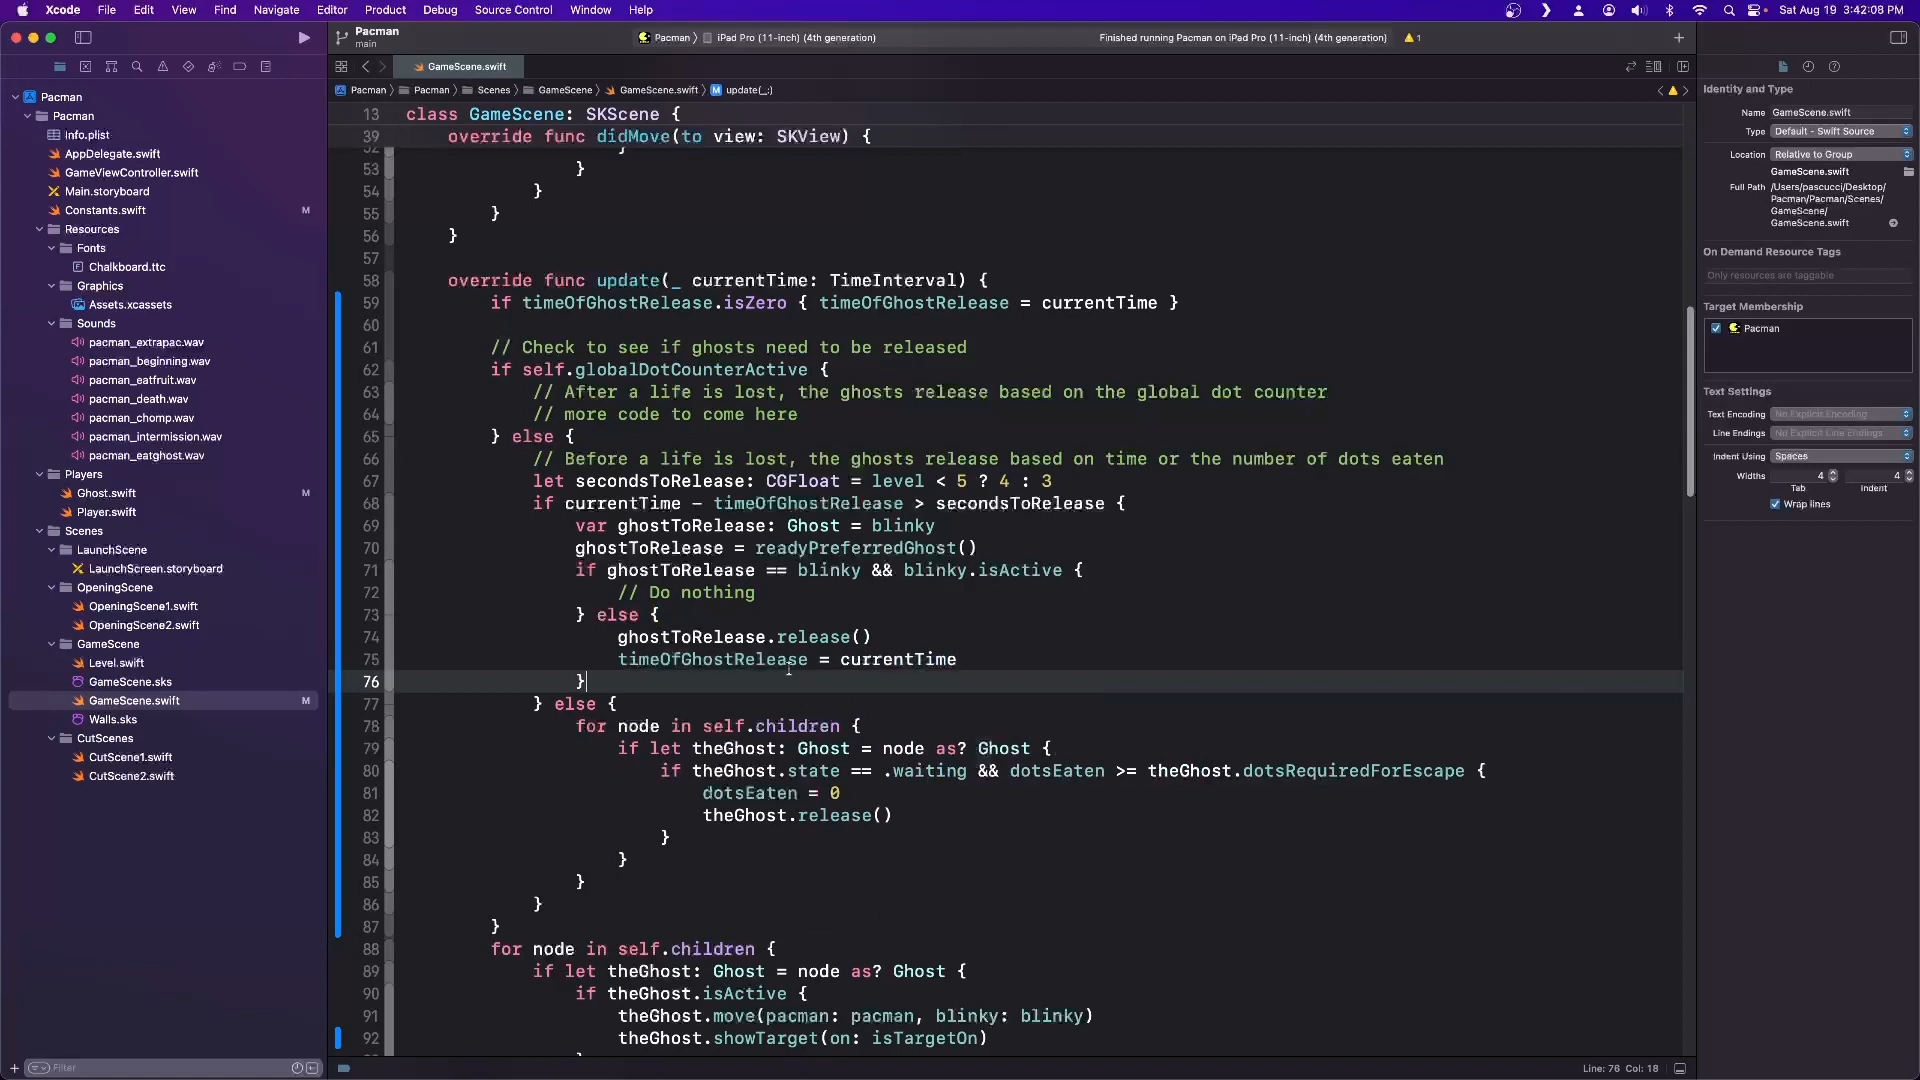 Xcode File Edit View Find Navigate Editor Product Debug Source Control Window Help
Sat Aug 19 3:42:08 PM
Pacman
main
Pacman iPad Pro (11-inch) (4th generation)
Finished running Pacman on iPad Pro (11-inch) (4th generation) 1
GameScene.swift
Pacman Pacman Scenes GameScene GameScene.swift M update(_:)
Pacman
Pacman
Info.plist
AppDelegate.swift
GameViewController.swift
Main.storyboard
Constants.swift M
Resources
Fonts
Chalkboard.ttc
Graphics
Assets.xcassets
Sounds
pacman_extrapac.wav
pacman_beginning.wav
pacman_eatfruit.wav
pacman_death.wav
pacman_chomp.wav
pacman_intermission.wav
pacman_eatghost.wav
Players
Ghost.swift M
Player.swift
Scenes
LaunchScene
LaunchScreen.storyboard
OpeningScene
OpeningScene1.swift
OpeningScene2.swift
GameScene
Level.swift
GameScene.sks
GameScene.swift M
Walls.sks
CutScenes
CutScene1.swift
CutScene2.swift
Filter
13 class GameScene: SKScene {
39 override func didMove(to view: SKView) {
52 }
53 }
54 }
55 }
56 }
57
58 override func update(_ currentTime: TimeInterval) {
59 if timeOfGhostRelease.isZero { timeOfGhostRelease = currentTime }
60
61 // Check to see if ghosts need to be released
62 if self.globalDotCounterActive {
63 // After a life is lost, the ghosts release based on the global dot counter
64 // more code to come here
65 } else {
66 // Before a life is lost, the ghosts release based on time or the number of dots eaten
67 let secondsToRelease: CGFloat = level < 5 ? 4 : 3
68 if currentTime - timeOfGhostRelease > secondsToRelease {
69 var ghostToRelease: Ghost = blinky
70 ghostToRelease = readyPreferredGhost()
71 if ghostToRelease == blinky && blinky.isActive {
72 // Do nothing
73 } else {
74 ghostToRelease.release()
75 timeOfGhostRelease = currentTime
76 }
77 } else {
78 for node in self.children {
79 if let theGhost: Ghost = node as? Ghost {
80 if theGhost.state == .waiting && dotsEaten >= theGhost.dotsRequiredForEscape {
81 dotsEaten = 0
82 theGhost.release()
83 }
84 }
85 }
86 }
87 }
88 for node in self.children {
89 if let theGhost: Ghost = node as? Ghost {
90 if theGhost.isActive {
91 theGhost.move(pacman: pacman, blinky: blinky)
92 theGhost.showTarget(on: isTargetOn)
Line: 76 Col: 18
Identity and Type
Name GameScene.swift
Type Default - Swift Source
Location Relative to Group
GameScene.swift
Full Path /Users/pascucci/Desktop/
Pacman/Pacman/Scenes/
GameScene/
GameScene.swift
On Demand Resource Tags
Only resources are taggable
Target Membership
Pacman
Text Settings
Text Encoding No Explicit Encoding
Line Endings No Explicit Line Endings
Indent Using Spaces
Widths 4 4
Tab Indent
Wrap lines